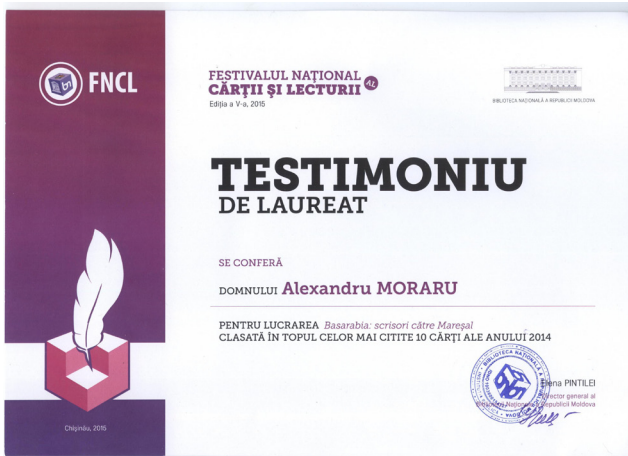 FNCL
FESTIVALUL NAȚIONAL
AL
CĂRȚII ȘI LECTURII
Ediția a V-a, 2015
BIBLIOTECA NAȚIONALĂ A REPUBLICII MOLDOVA
TESTIMONIU
DE LAUREAT
SE CONFERĂ
DOMNULUI Alexandru MORARU
PENTRU LUCRAREA Basarabia: scrisori către Mareșal
CLASATĂ ÎN TOPUL CELOR MAI CITITE 10 CĂRȚI ALE ANULUI 2014
Elena PINTILEI
Director general al
Bibliotecii Naționale a Republicii Moldova
Chișinău, 2015